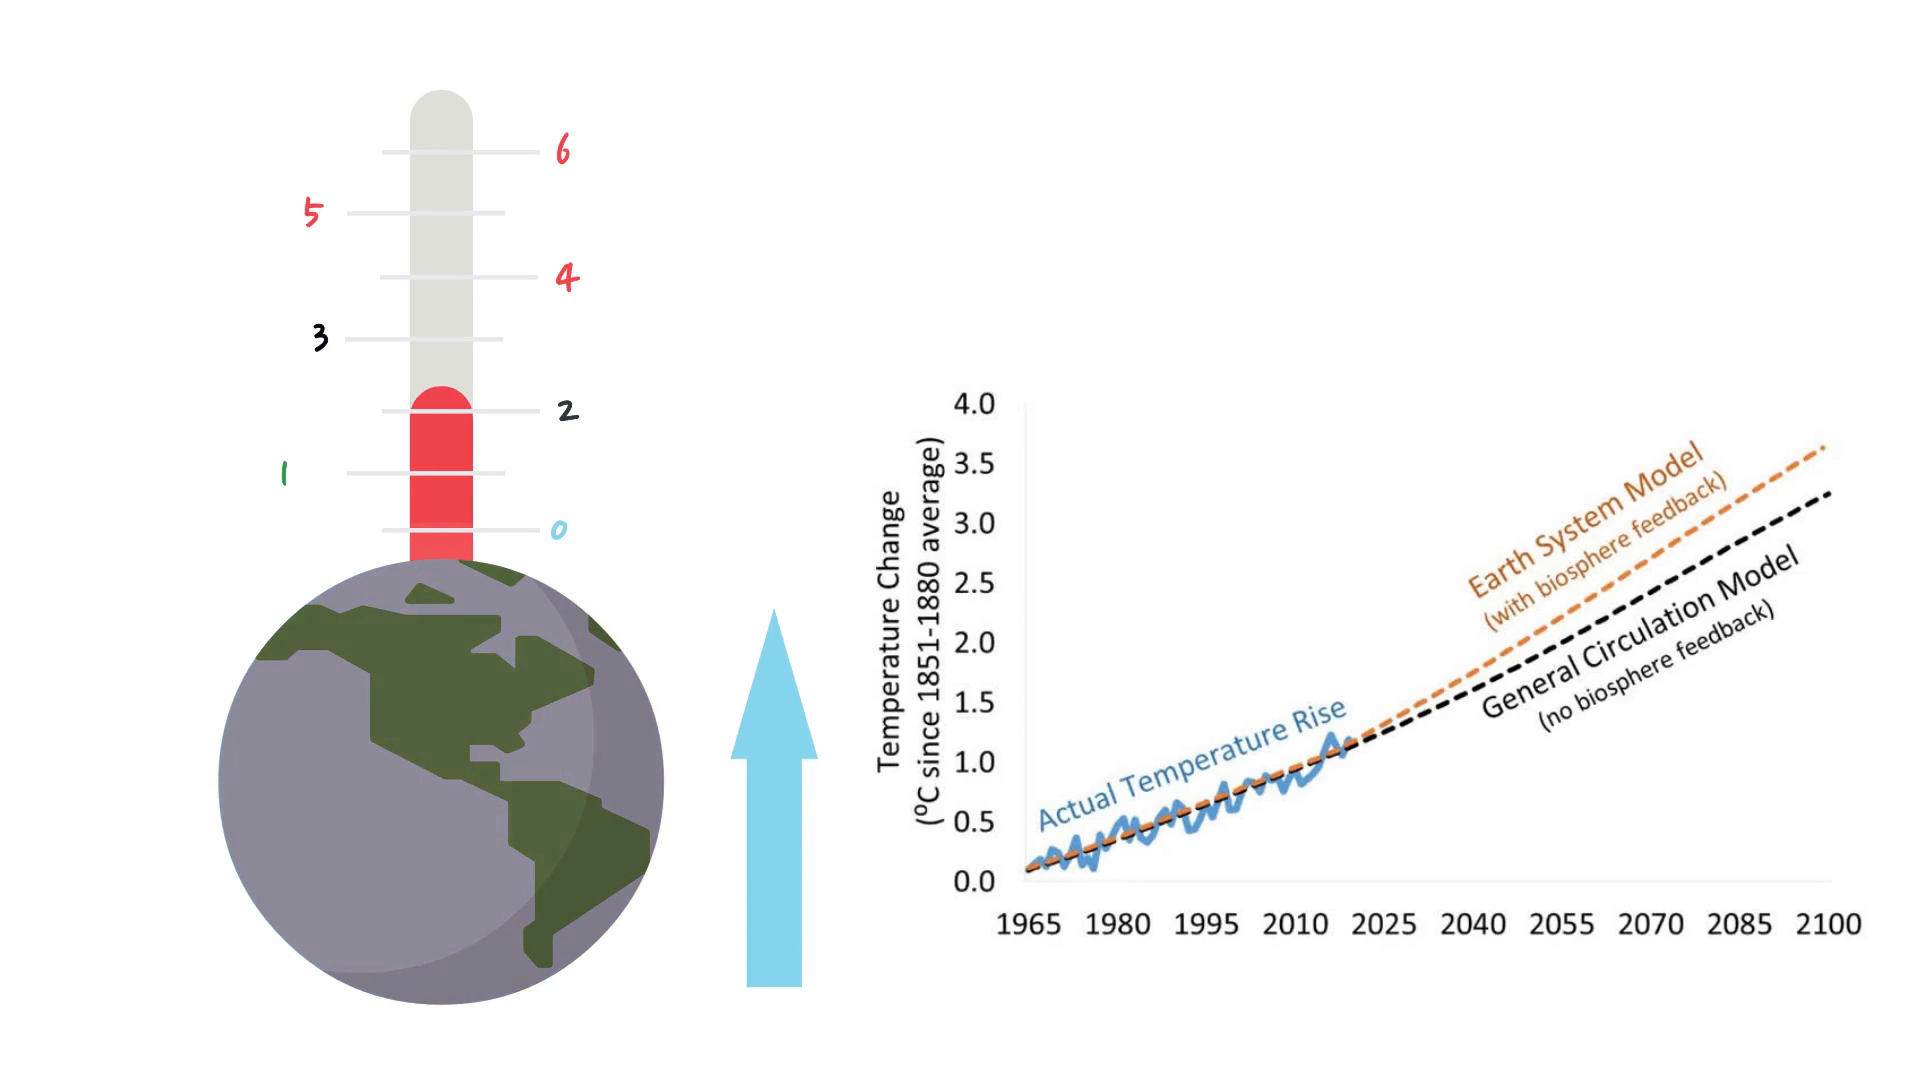 6
5
4
3
2
1
0
Temperature Change
(⁰C since 1851-1880 average)
4.0
3.5
3.0
2.5
2.0
1.5
1.0
0.5
0.0
Actual Temperature Rise
Earth System Model
(with biosphere feedback)
General Circulation Model
(no biosphere feedback)
1965 1980 1995 2010 2025 2040 2055 2070 2085 2100